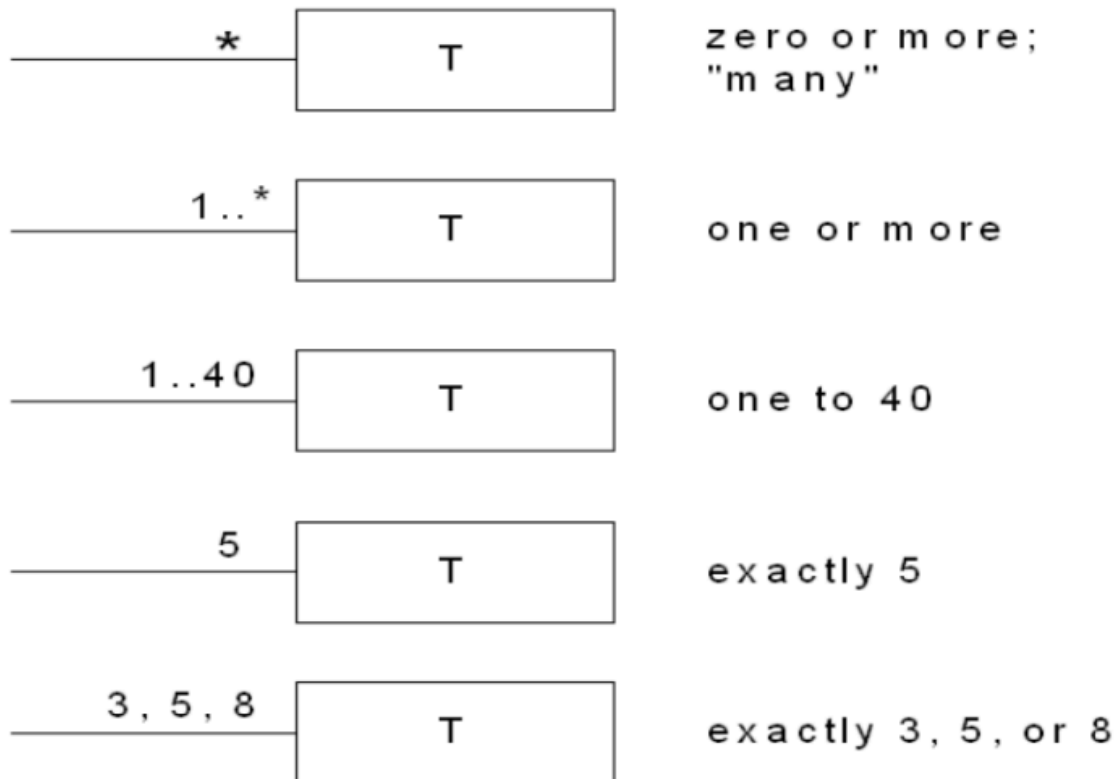 *
T
zero or more;
"many"
1..*
T
one or more
1..40
T
one to 40
5
T
exactly 5
3, 5, 8
T
exactly 3, 5, or 8